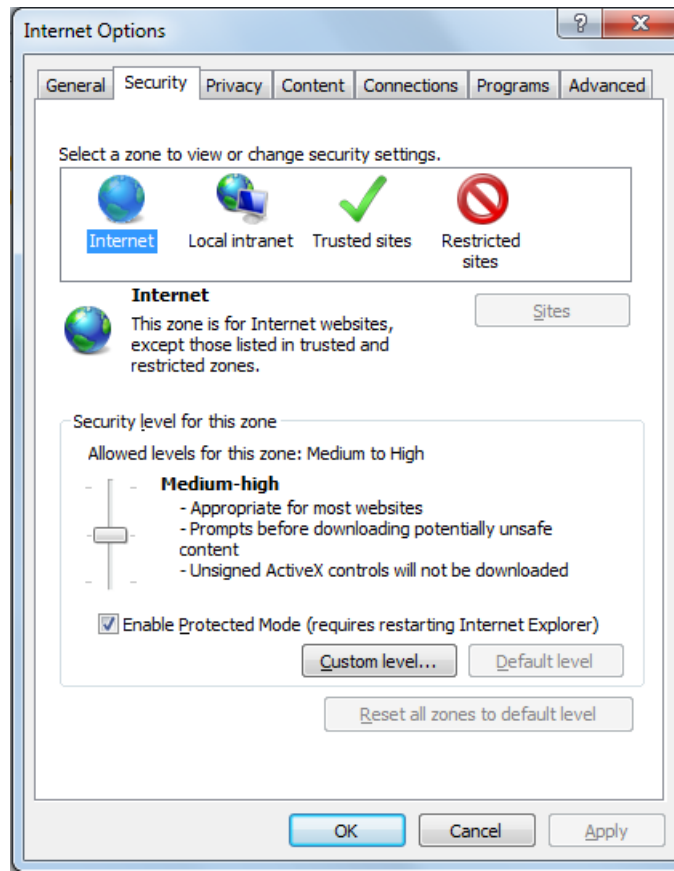 Internet Options
?
General Security Privacy Content Connections Programs Advanced
Select a zone to view or change security settings.
Internet Local intranet Trusted sites Restricted
sites
Internet
Sites
This zone is for Internet websites,
except those listed in trusted and
restricted zones.
Security level for this zone
Allowed levels for this zone: Medium to High
Medium-high
- Appropriate for most websites
- Prompts before downloading potentially unsafe
content
- Unsigned ActiveX controls will not be downloaded
Enable Protected Mode (requires restarting Internet Explorer)
Custom level... Default level
Reset all zones to default level
OK Cancel Apply